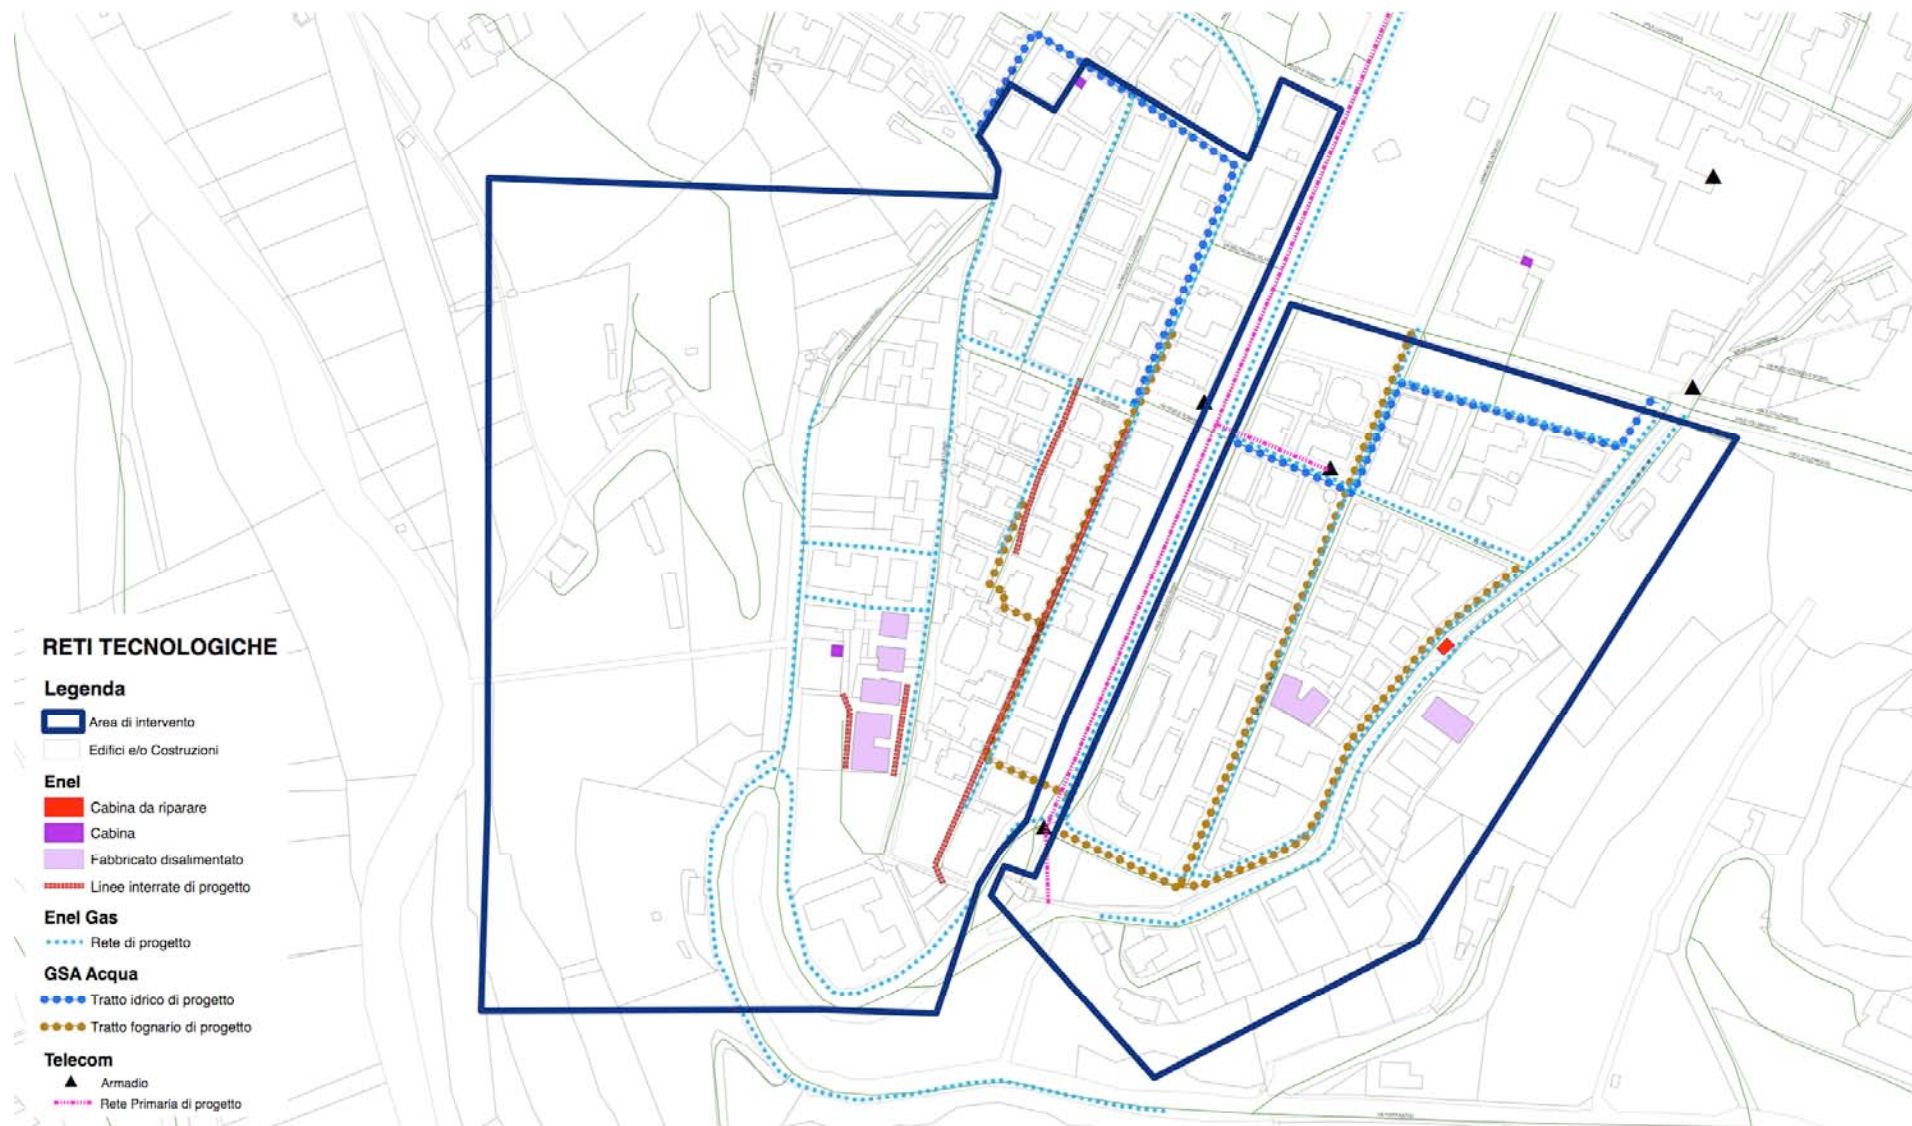 RETI TECNOLOGICHE
Legenda
Area di intervento
Edifici e/o Costruzioni
Enel
Cabina da riparare
Cabina
Fabbricato disalimentato
Linee interrate di progetto
Enel Gas
Rete di progetto
GSA Acqua
Tratto idrico di progetto
Tratto fognario di progetto
Telecom
Armadio
Rete Primaria di progetto